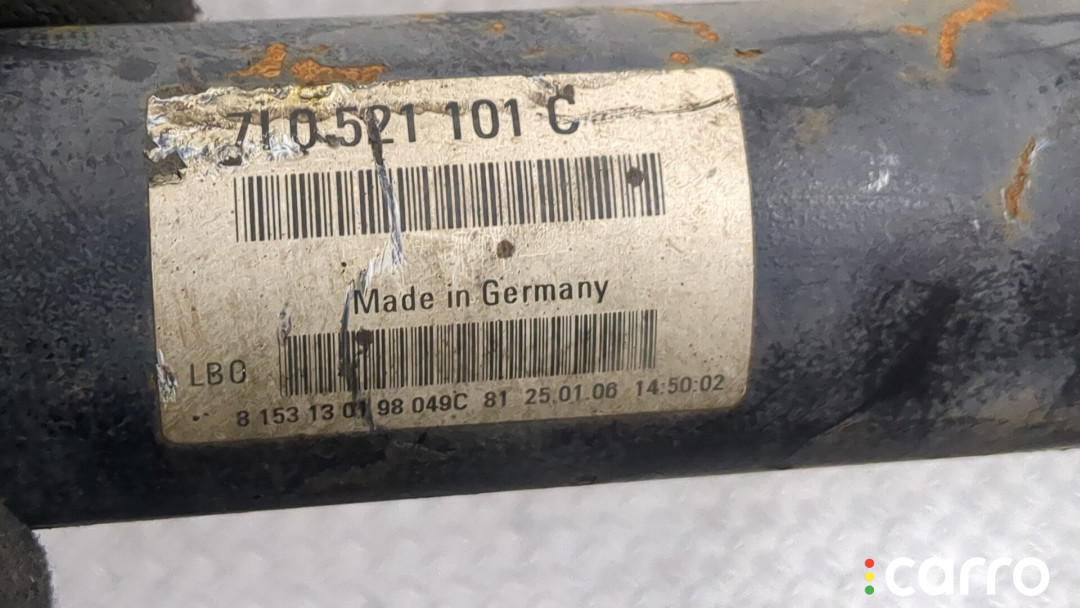 7L0 521 101 C
Made in Germany
LBO
8 153 13 01 98 049C 81 25.01.06 14:50:02
carro